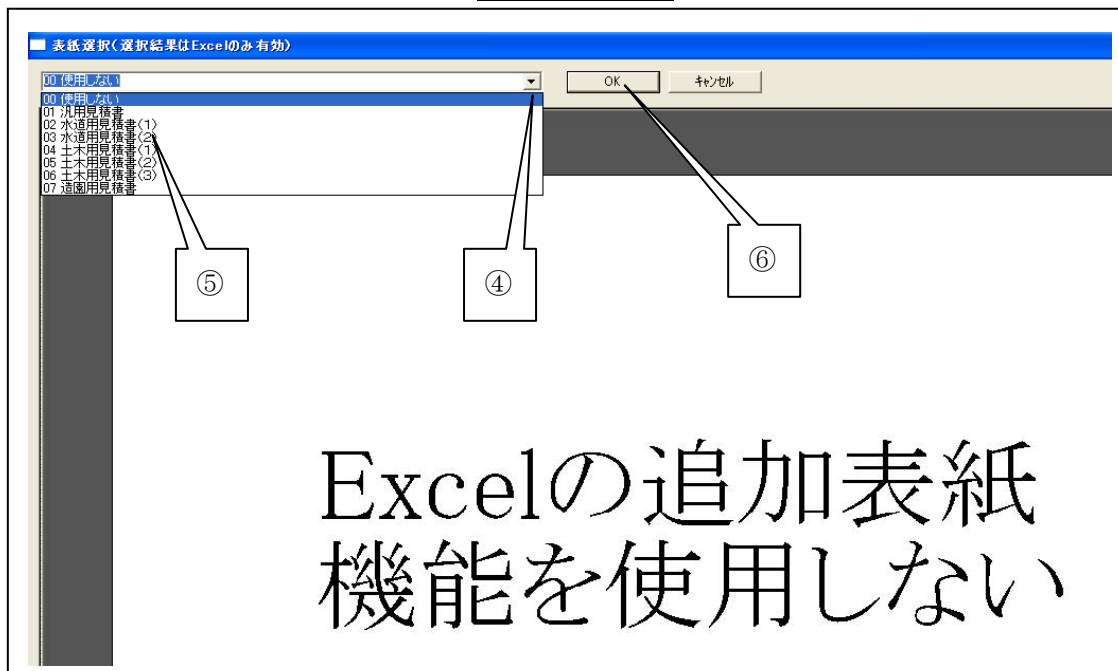 表紙選択(選択結果はExcelのみ有効)
00 使用しない
OK
キャンセル
00 使用しない
01 汎用見積書
02 水道用見積書(1)
03 水道用見積書(2)
04 土木用見積書(1)
05 土木用見積書(2)
06 土木用見積書(3)
07 造園用見積書
⑤
④
⑥
Excelの追加表紙
機能を使用しない